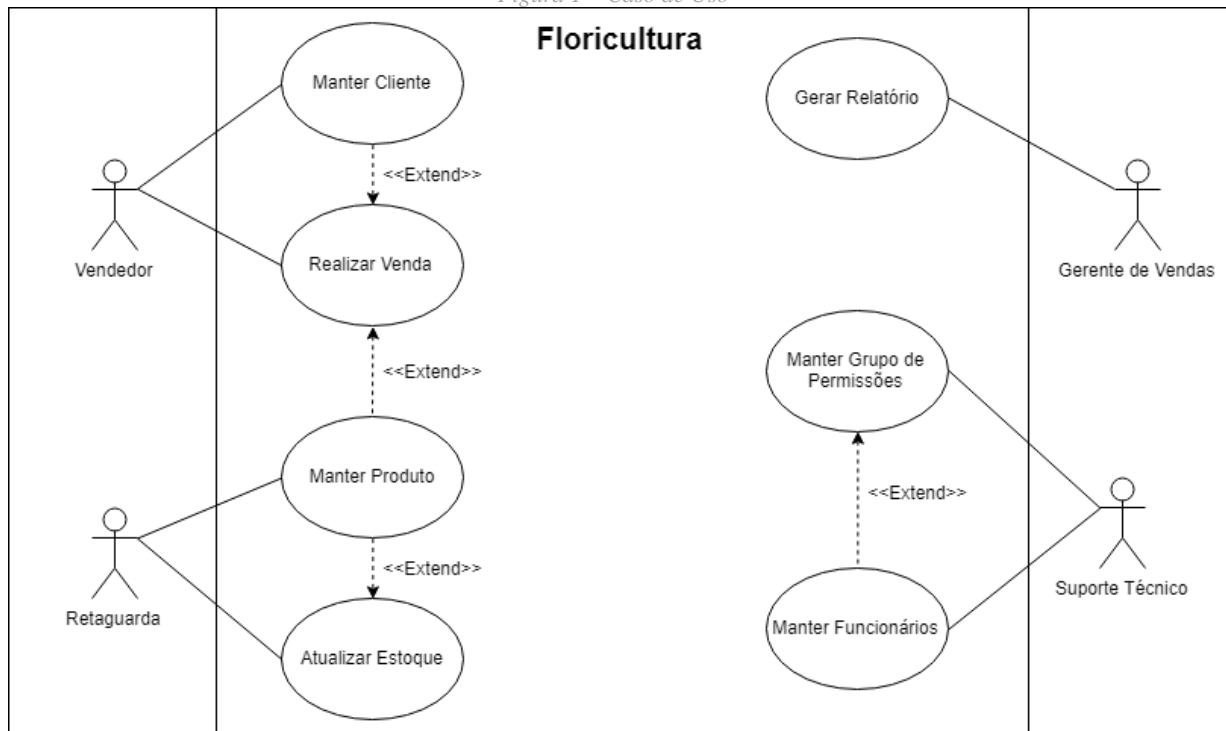 Figura 1 - Caso de Uso
Floricultura
Manter Cliente
<<Extend>>
Realizar Venda
<<Extend>>
Manter Produto
<<Extend>>
Atualizar Estoque
Vendedor
Retaguarda
Gerar Relatório
Gerente de Vendas
Manter Grupo de
Permissões
<<Extend>>
Manter Funcionários
Suporte Técnico